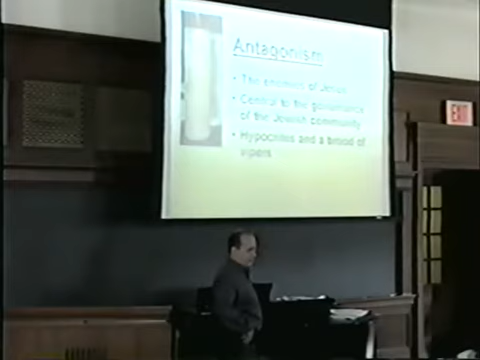 Antagonism
• The enemies of Jesus
• Central to the governance
of the Jewish community
• Hypocrites and a brood of
vipers
EXIT